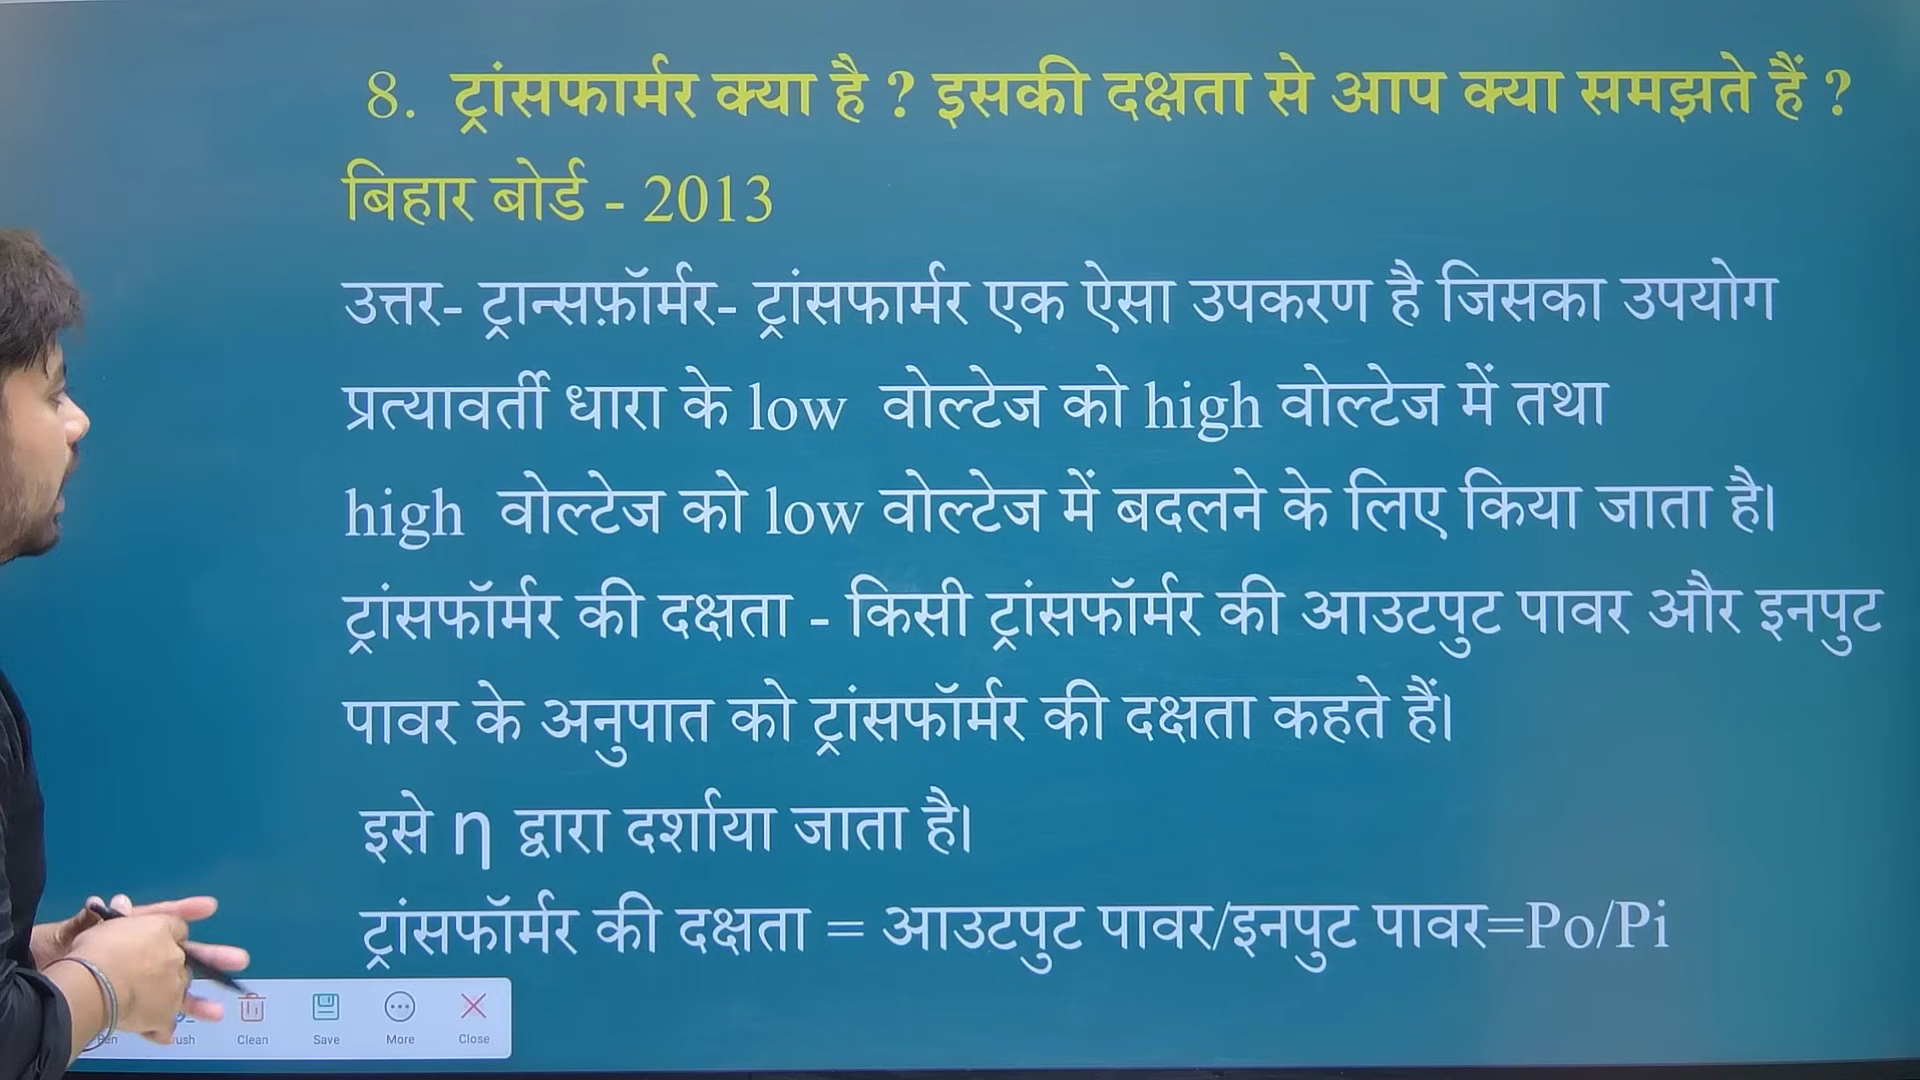 8. ट्रांसफार्मर क्या है ? इसकी दक्षता से आप क्या समझते हैं ?
बिहार बोर्ड - 2013
उत्तर- ट्रान्सफ़ॉर्मर- ट्रांसफार्मर एक ऐसा उपकरण है जिसका उपयोग
प्रत्यावर्ती धारा के low वोल्टेज को high वोल्टेज में तथा
high वोल्टेज को low वोल्टेज में बदलने के लिए किया जाता है।
ट्रांसफॉर्मर की दक्षता - किसी ट्रांसफॉर्मर की आउटपुट पावर और इनपुट
पावर के अनुपात को ट्रांसफॉर्मर की दक्षता कहते हैं।
इसे η द्वारा दर्शाया जाता है।
ट्रांसफॉर्मर की दक्षता = आउटपुट पावर/इनपुट पावर=Po/Pi
Clean Save More Close